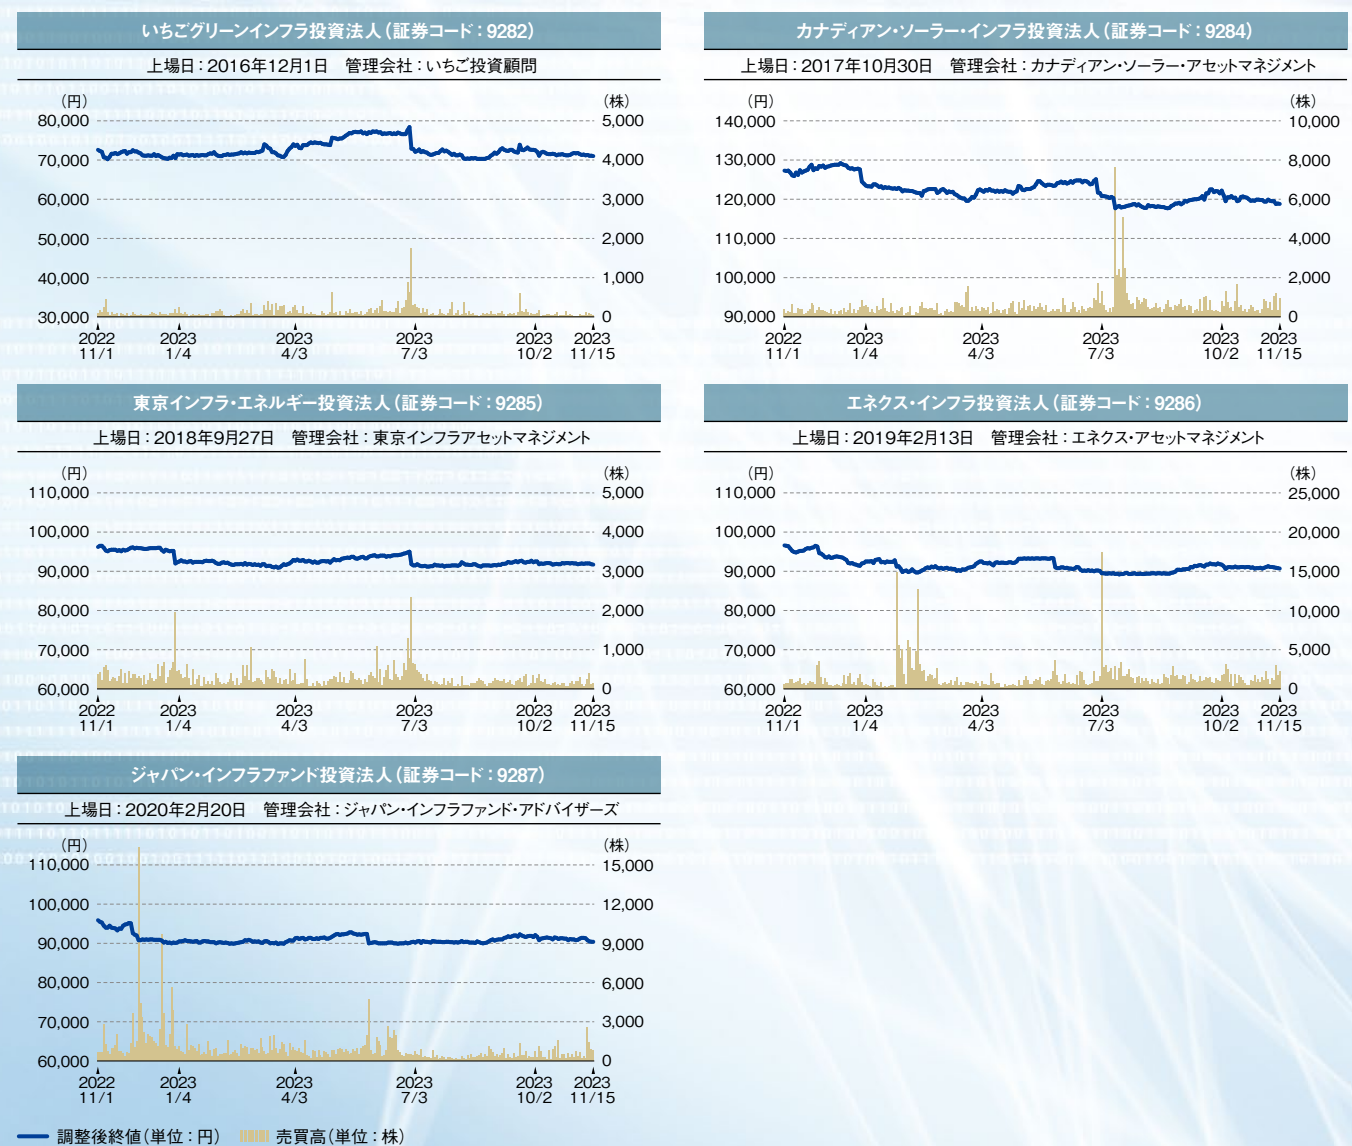 いちごグリーンインフラ投資法人（証券コード：9282）
上場日：2016年12月1日　管理会社：いちご投資顧問
（円）
（株）
80,000
5,000
70,000
4,000
60,000
3,000
50,000
2,000
40,000
1,000
30,000
0
2022 2023 2023 2023 2023 2023
11/1 1/4 4/3 7/3 10/2 11/15
カナディアン・ソーラー・インフラ投資法人（証券コード：9284）
上場日：2017年10月30日　管理会社：カナディアン・ソーラー・アセットマネジメント
（円）
（株）
140,000
10,000
130,000
8,000
120,000
6,000
110,000
4,000
100,000
2,000
90,000
0
2022 2023 2023 2023 2023 2023
11/1 1/4 4/3 7/3 10/2 11/15
東京インフラ・エネルギー投資法人（証券コード：9285）
上場日：2018年9月27日　管理会社：東京インフラアセットマネジメント
（円）
（株）
110,000
5,000
100,000
4,000
90,000
3,000
80,000
2,000
70,000
1,000
60,000
0
2022 2023 2023 2023 2023 2023
11/1 1/4 4/3 7/3 10/2 11/15
エネクス・インフラ投資法人（証券コード：9286）
上場日：2019年2月13日　管理会社：エネクス・アセットマネジメント
（円）
（株）
110,000
25,000
100,000
20,000
90,000
15,000
80,000
10,000
70,000
5,000
60,000
0
2022 2023 2023 2023 2023 2023
11/1 1/4 4/3 7/3 10/2 11/15
ジャパン・インフラファンド投資法人（証券コード：9287）
上場日：2020年2月20日　管理会社：ジャパン・インフラファンド・アドバイザーズ
（円）
（株）
110,000
15,000
100,000
12,000
90,000
9,000
80,000
6,000
70,000
3,000
60,000
0
2022 2023 2023 2023 2023 2023
11/1 1/4 4/3 7/3 10/2 11/15
調整後終値（単位：円）　売買高（単位：株）